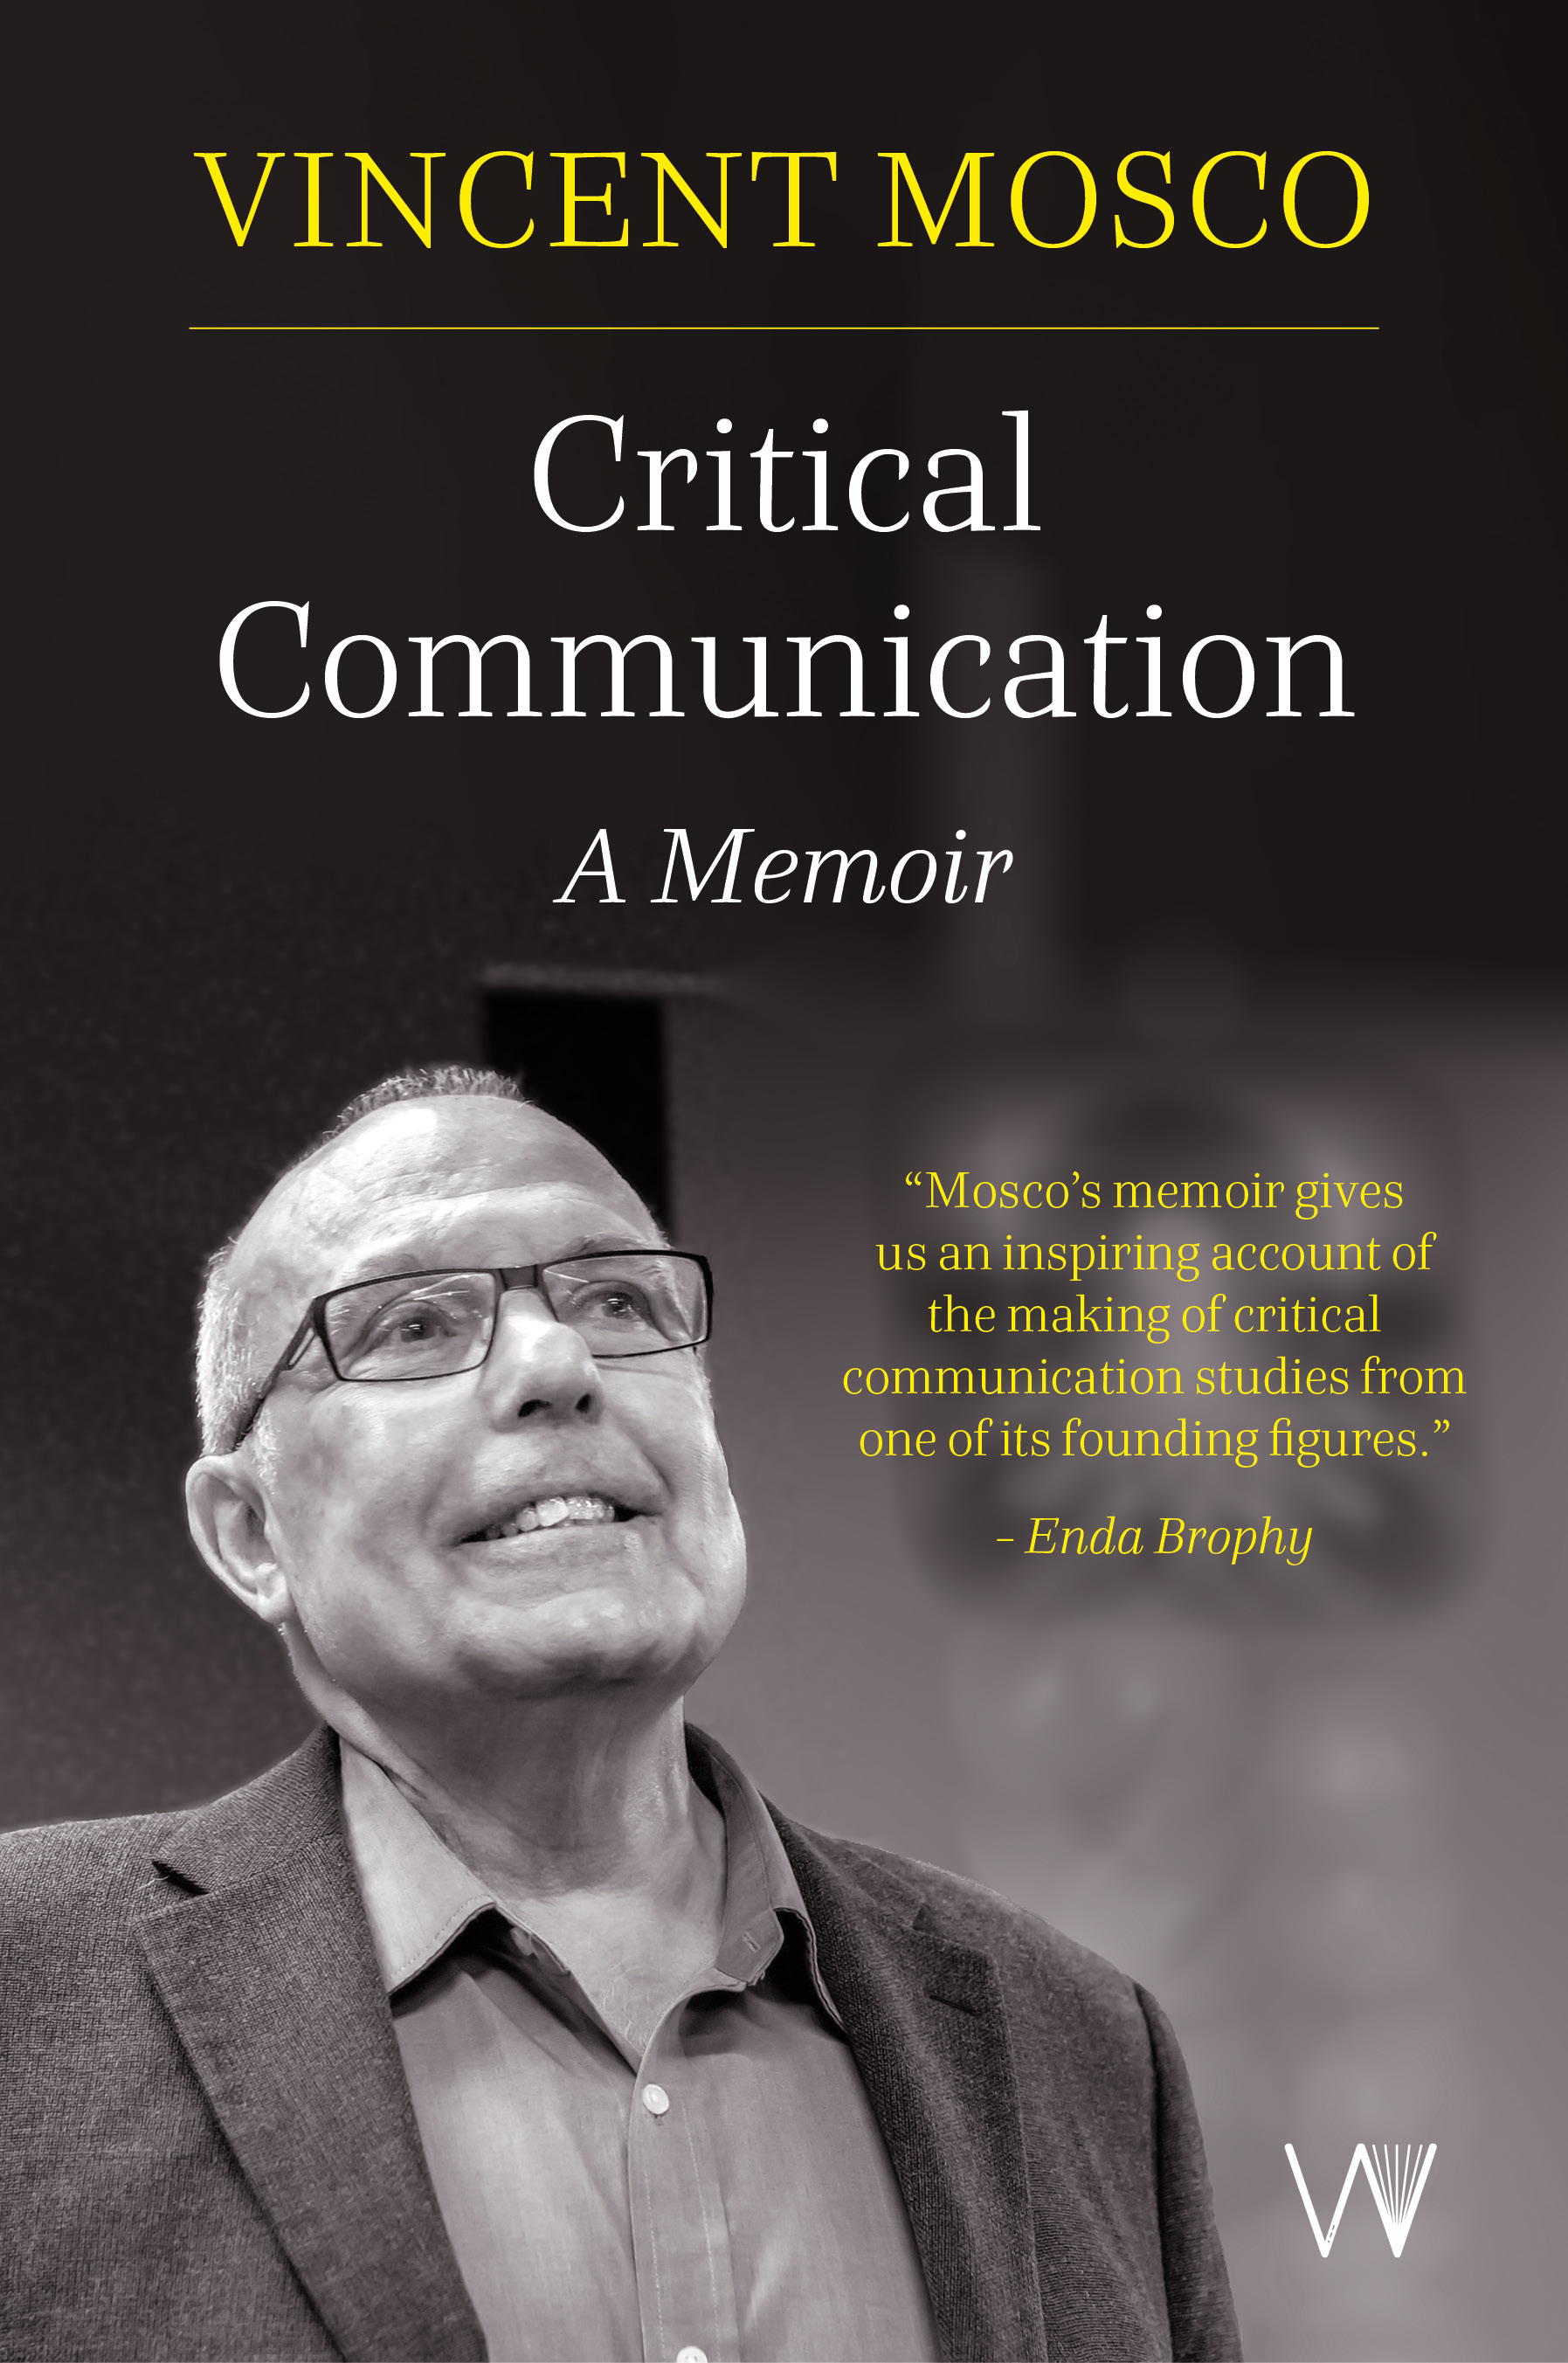 VINCENT MOSCO
Critical
Communication
A Memoir
“Mosco’s memoir gives
us an inspiring account of
the making of critical
communication studies from
one of its founding figures.”
– Enda Brophy
W